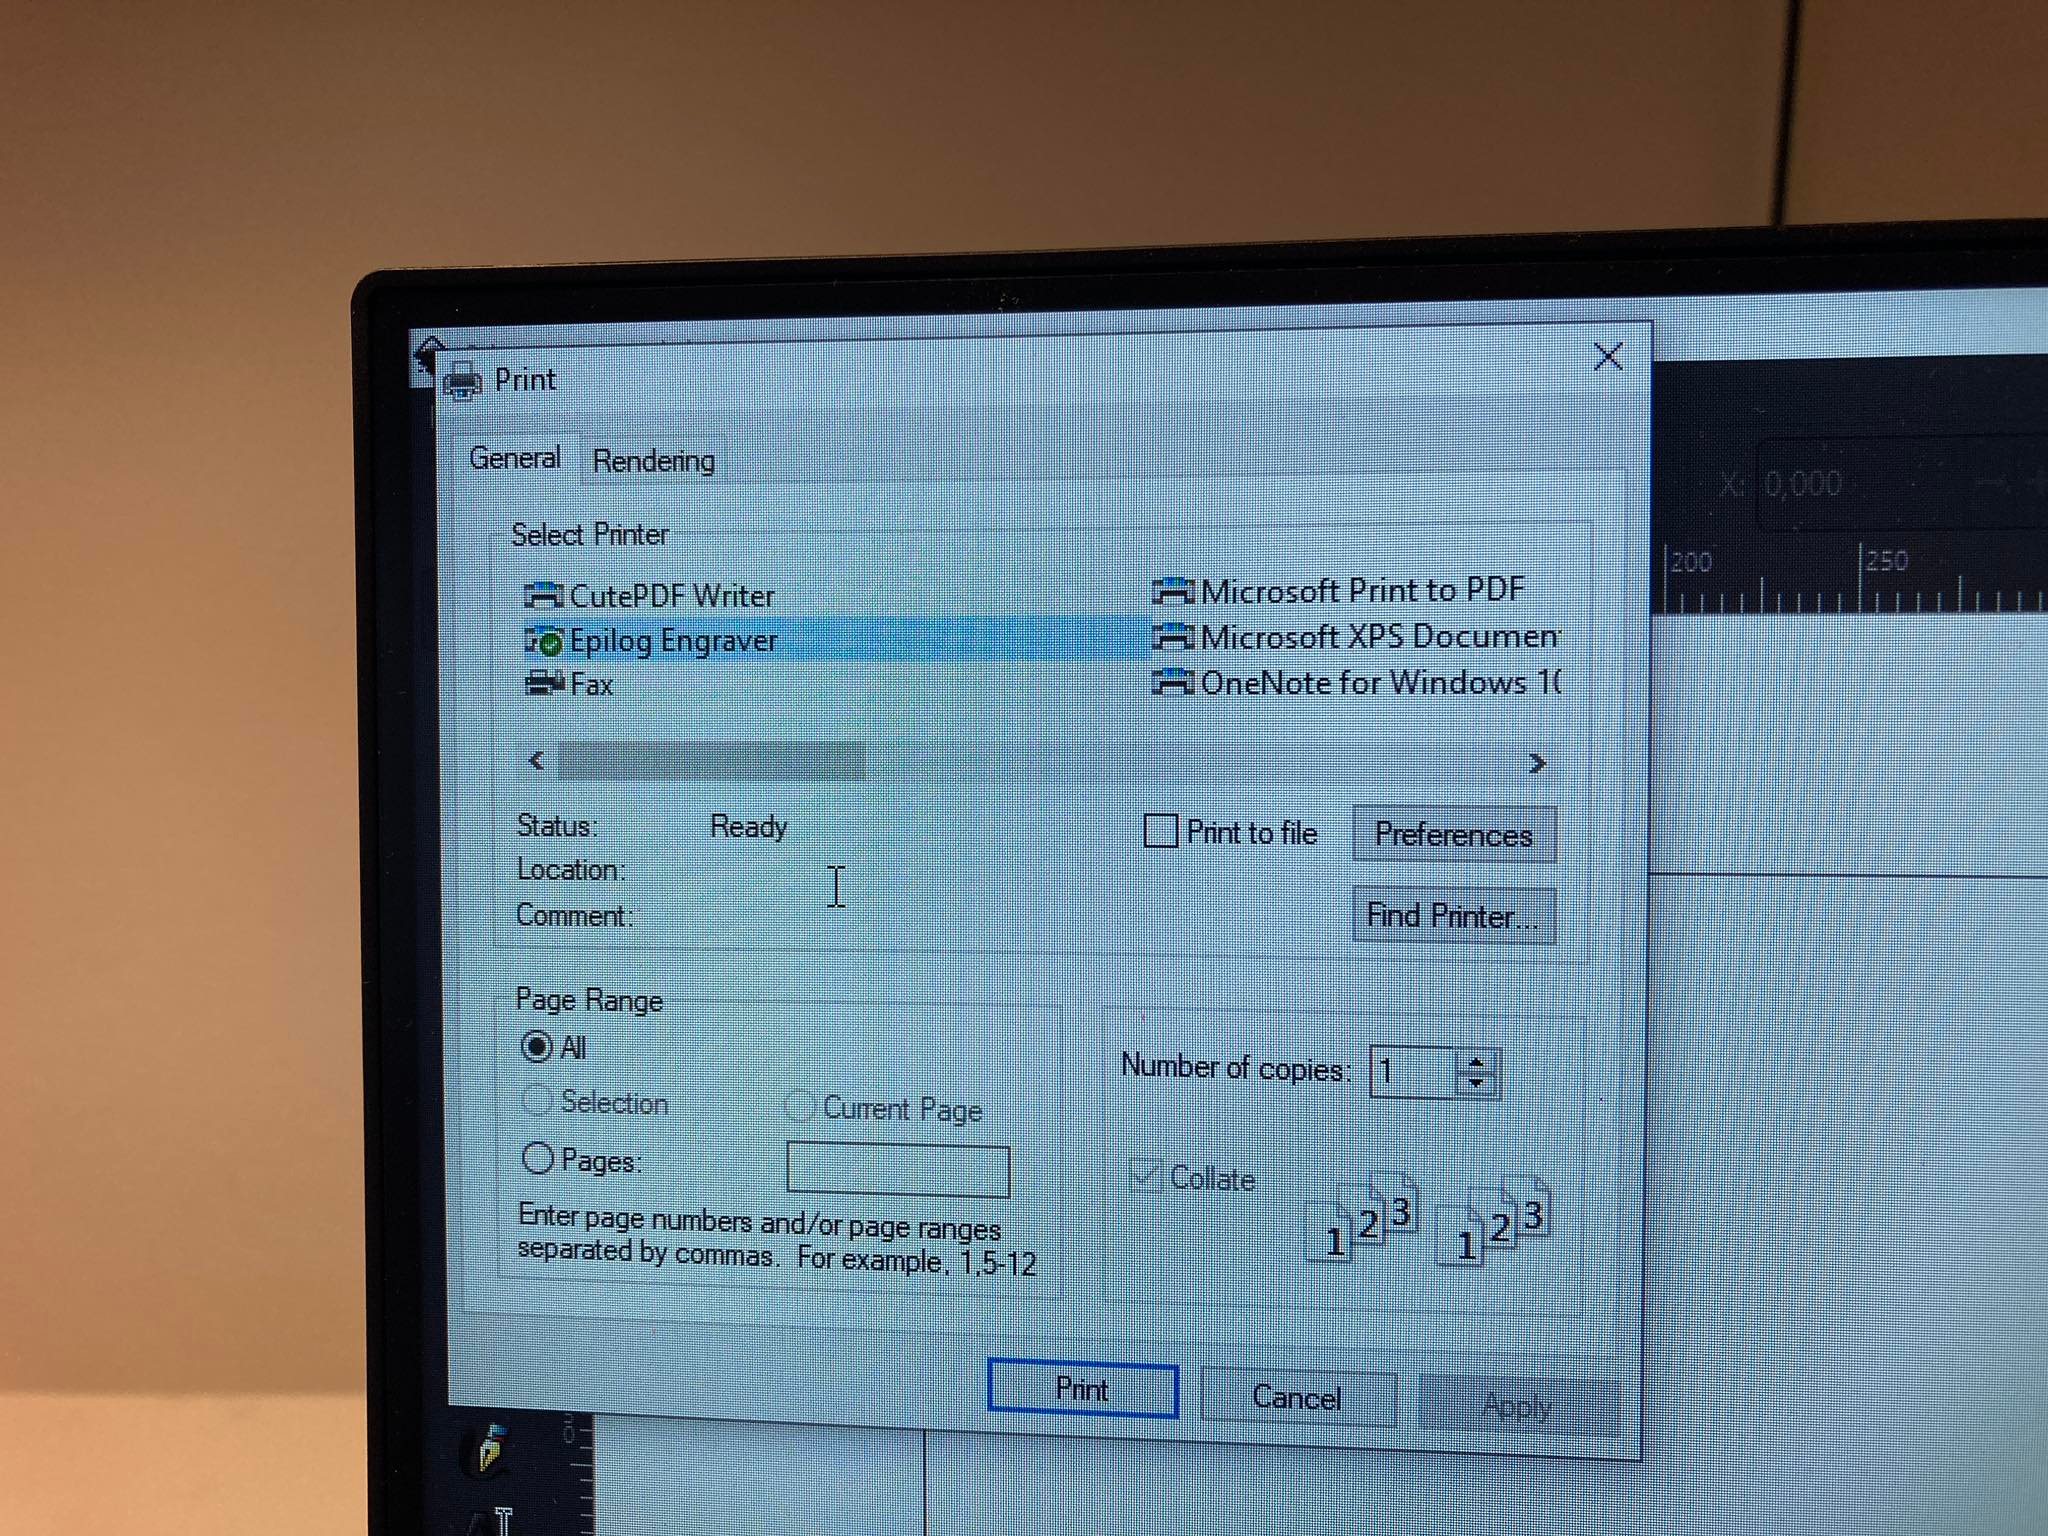 Print
General Rendering
X: 0,000
200 250
Select Printer
CutePDF Writer Microsoft Print to PDF
Epilog Engraver Microsoft XPS Documen
Fax OneNote for Windows 1(
Status: Ready
Print to file Preferences
Location:
Comment:
Find Printer...
Page Range
All
Selection Current Page
Pages:
Enter page numbers and/or page ranges
separated by commas. For example, 1,5-12
Number of copies: 1
Collate
1 2 3 1 2 3
Print Cancel Apply